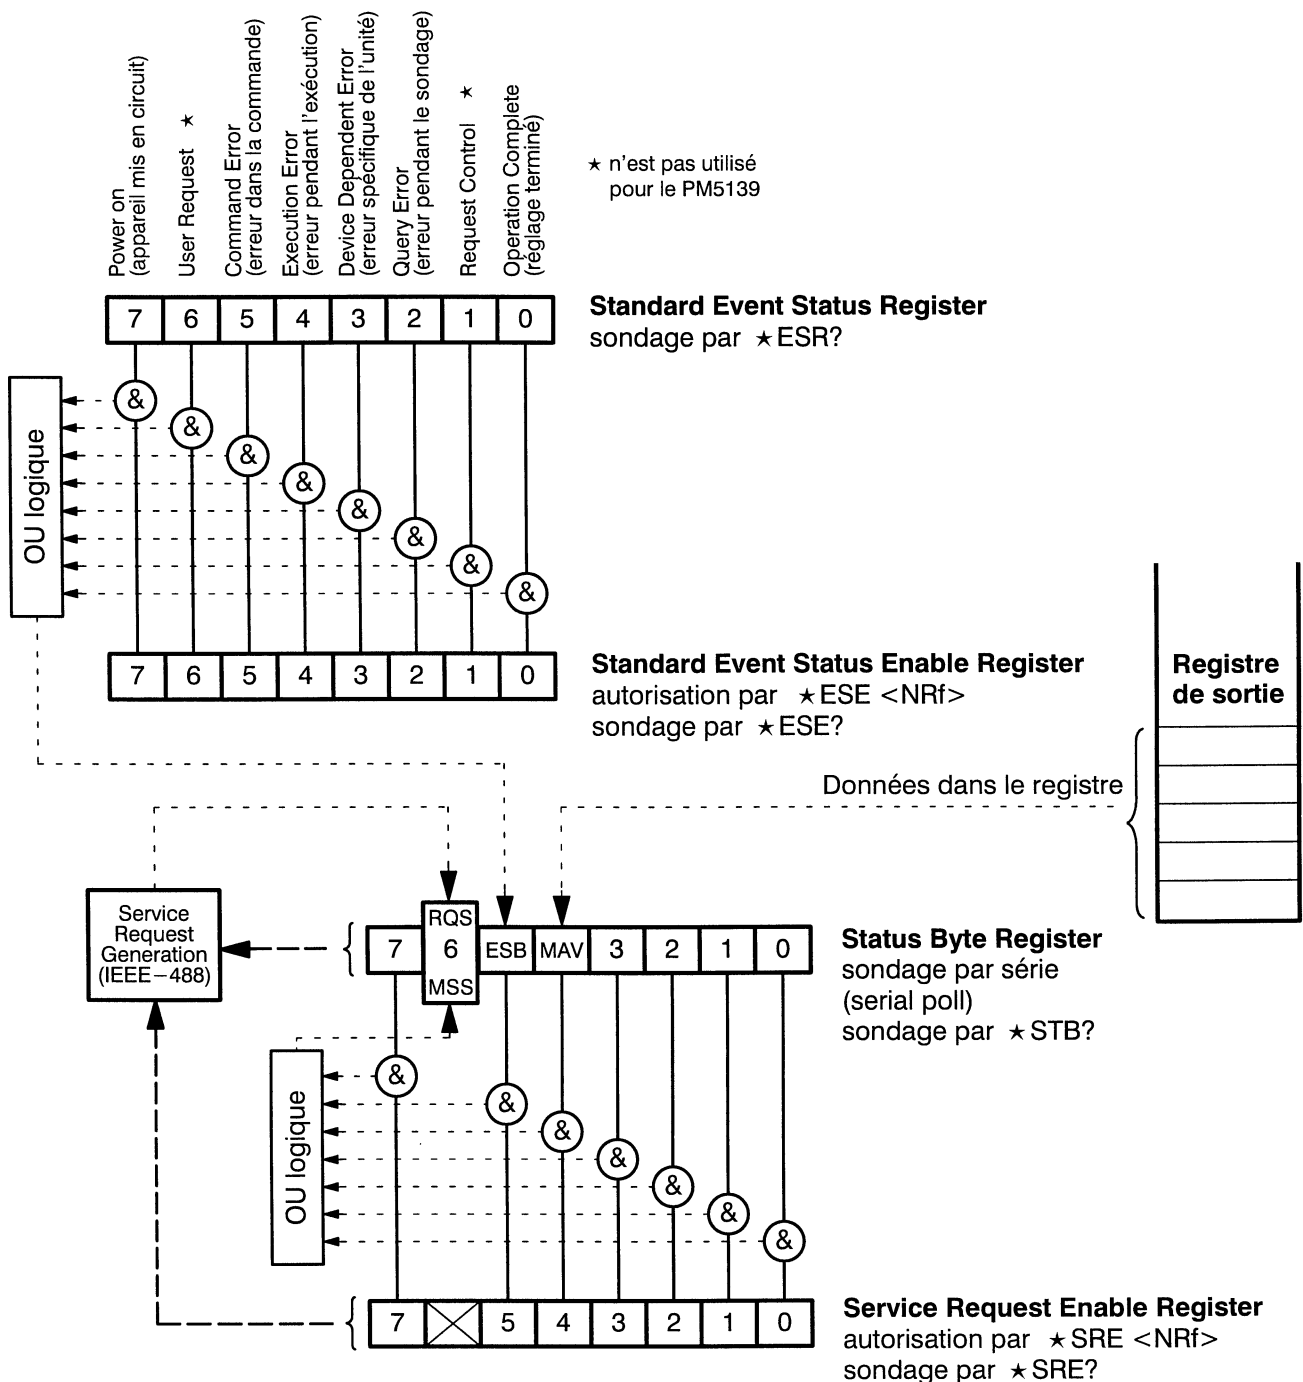 Power on
(appareil mis en circuit)
User Request ★
Command Error
(erreur dans la commande)
Execution Error
(erreur pendant l'exécution)
Device Dependent Error
(erreur spécifique de l'unité)
Query Error
(erreur pendant le sondage)
Request Control ★
Operation Complete
(réglage terminé)
★ n'est pas utilisé
pour le PM5139
7 6 5 4 3 2 1 0
Standard Event Status Register
sondage par ★ESR?
&
&
&
&
&
&
&
&
OU logique
7 6 5 4 3 2 1 0
Standard Event Status Enable Register
autorisation par ★ESE <NRf>
sondage par ★ESE?
Registre
de sortie
Données dans le registre
Service
Request
Generation
(IEEE-488)
RQS
7 6 ESB MAV 3 2 1 0
MSS
Status Byte Register
sondage par série
(serial poll)
sondage par ★STB?
&
&
&
&
&
&
&
OU logique
7 5 4 3 2 1 0
Service Request Enable Register
autorisation par ★SRE <NRf>
sondage par ★SRE?